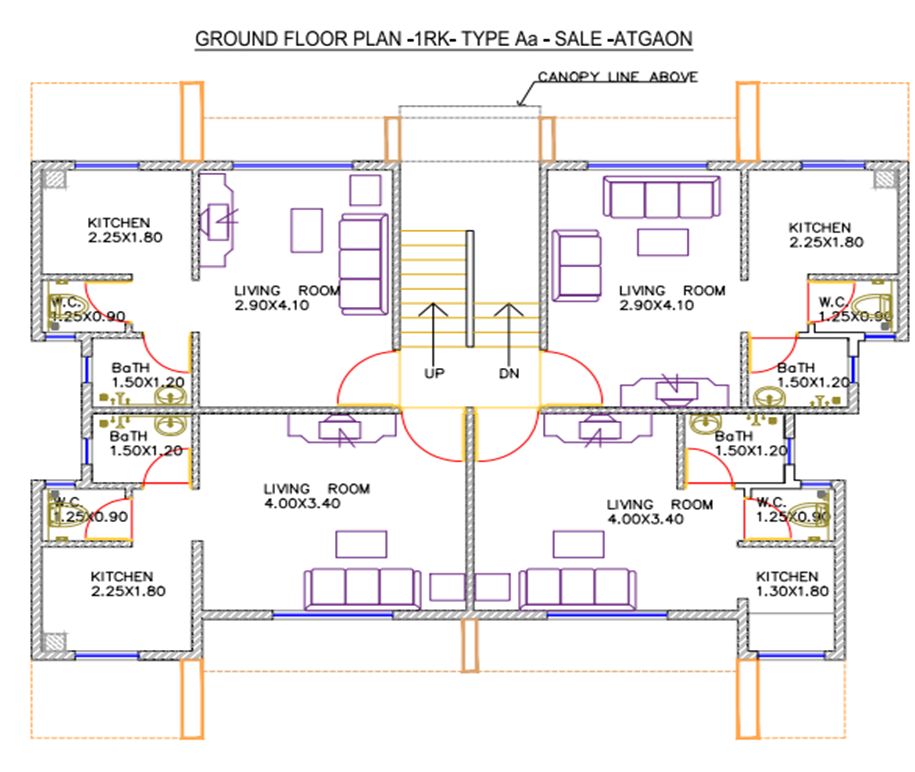 GROUND FLOOR PLAN -1RK- TYPE Aa - SALE -ATGAON
CANOPY LINE ABOVE
KITCHEN
2.25X1.80
LIVING ROOM
2.90X4.10
W.C.
1.25X0.90
BaTH
1.50X1.20
UP
DN
LIVING ROOM
2.90X4.10
KITCHEN
2.25X1.80
W.C.
1.25X0.90
BaTH
1.50X1.20
BaTH
1.50X1.20
W.C.
1.25X0.90
LIVING ROOM
4.00X3.40
KITCHEN
2.25X1.80
BaTH
1.50X1.20
LIVING ROOM
4.00X3.40
W.C.
1.25X0.90
KITCHEN
1.30X1.80